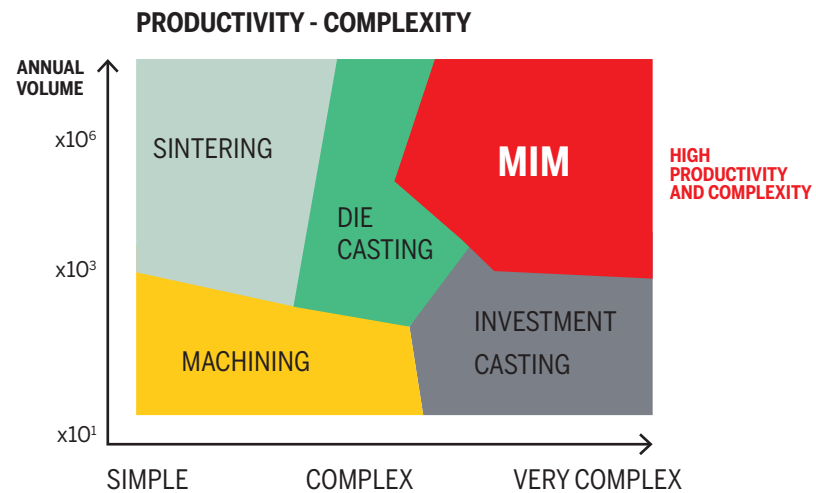 PRODUCTIVITY - COMPLEXITY
ANNUAL
VOLUME
x10⁶
x10³
x10¹
SINTERING
DIE
CASTING
MIM
MACHINING
INVESTMENT
CASTING
HIGH
PRODUCTIVITY
AND COMPLEXITY
SIMPLE
COMPLEX
VERY COMPLEX